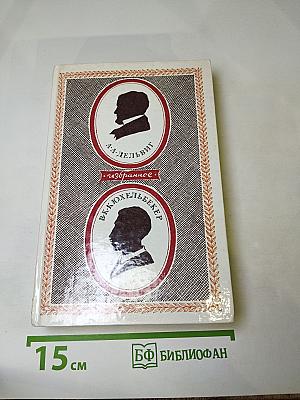 А·А·ДЕЛЬВИГ
·избранное·
В·К·КЮХЕЛЬБЕКЕР
15 см
БФ БИБЛИОФАН